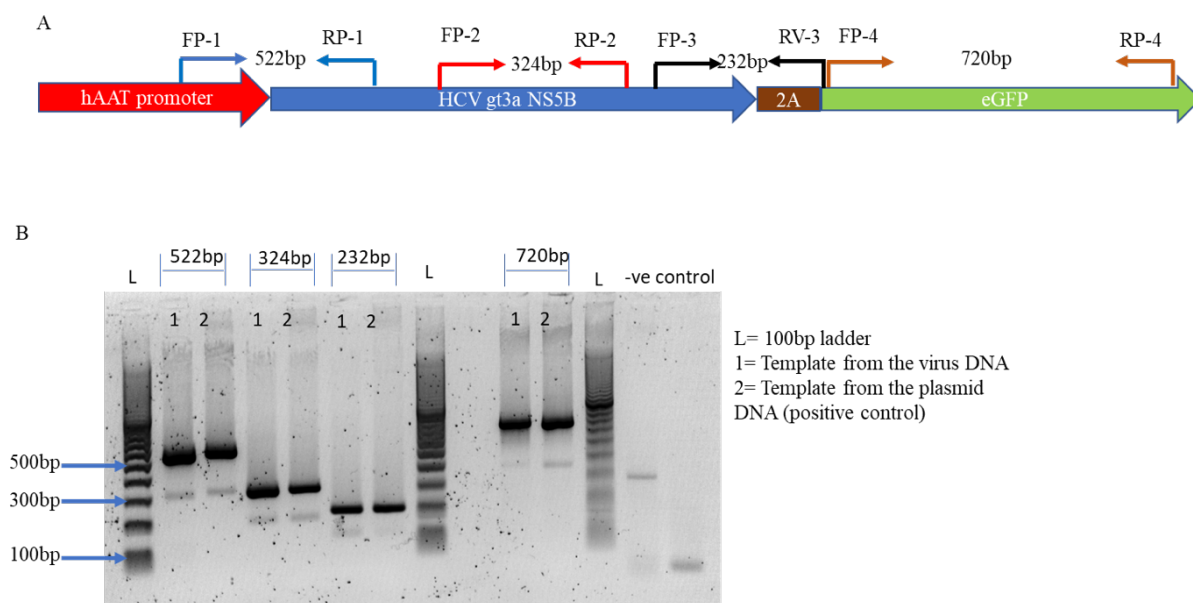 A
FP-1 522bp RP-1 FP-2 324bp RP-2 FP-3 232bp RV-3 FP-4 720bp RP-4
hAAT promoter HCV gt3a NS5B 2A eGFP
B
522bp 324bp 232bp 720bp
L L L -ve control
1 2 1 2 1 2 1 2
L= 100bp ladder
1= Template from the virus DNA
2= Template from the plasmid
DNA (positive control)
500bp
300bp
100bp